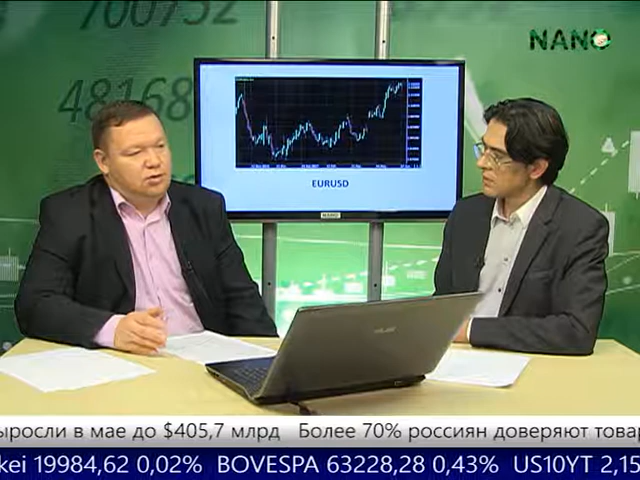 700752
48168
NANO
EURUSD
NANO
ыросли в мае до $405,7 млрд Более 70% россиян доверяют товар
kei 19984,62 0,02% BOVESPA 63228,28 0,43% US10YT 2,15